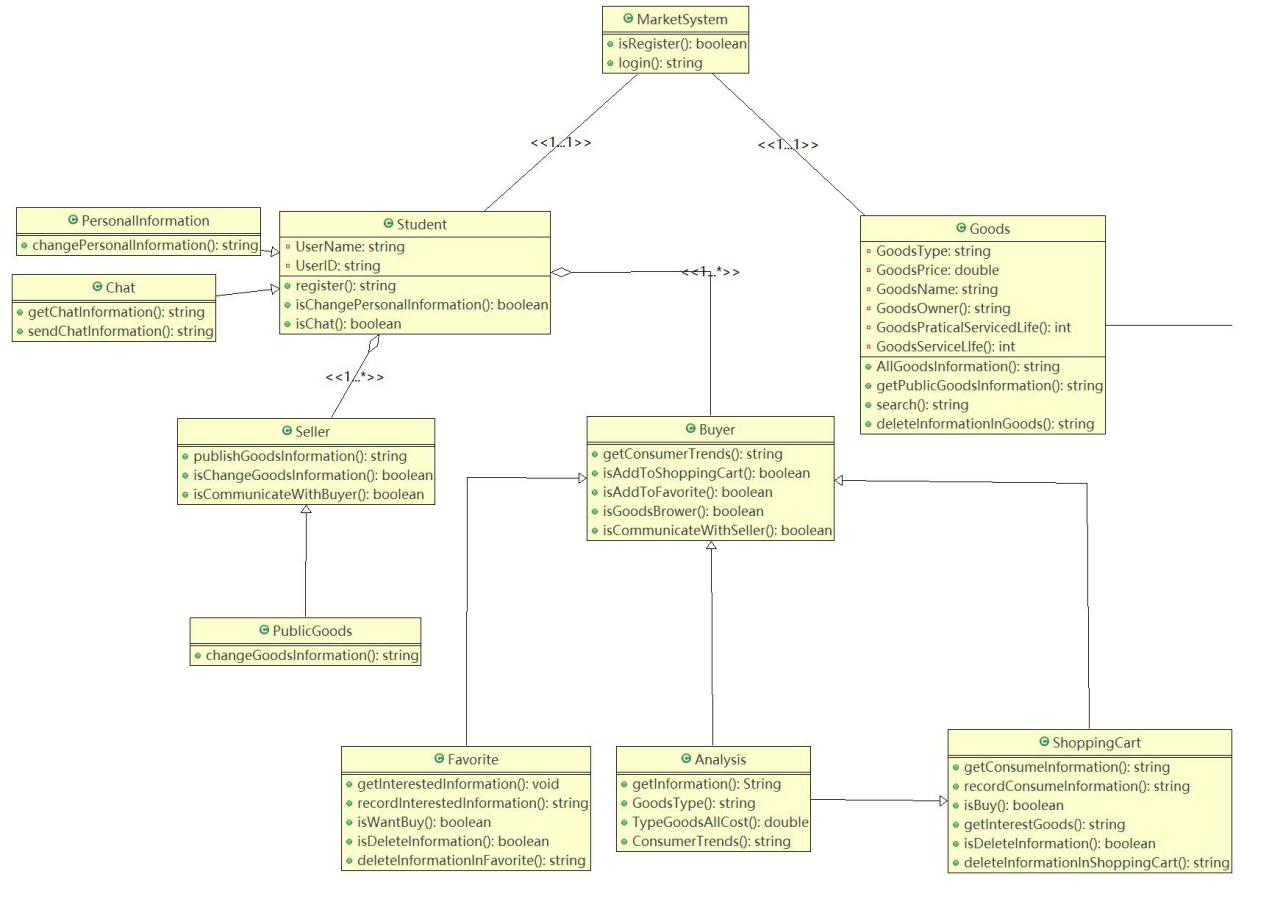 MarketSystem
isRegister(): boolean
login(): string
<<1..1>>
<<1..1>>
PersonalInformation
changePersonalInformation(): string
Chat
getChatInformation(): string
sendChatInformation(): string
Student
UserName: string
UserID: string
register(): string
isChangePersonalInformation(): boolean
isChat(): boolean
<<1..*>>
Goods
GoodsType: string
GoodsPrice: double
GoodsName: string
GoodsOwner(): string
GoodsPraticalServicedLife(): int
GoodsServiceLIfe(): int
AllGoodsInformation(): string
getPublicGoodsInformation(): string
search(): string
deleteInformationInGoods(): string
<<1..*>>
Seller
publishGoodsInformation(): string
isChangeGoodsInformation(): boolean
isCommunicateWithBuyer(): boolean
Buyer
getConsumerTrends(): string
isAddToShoppingCart(): boolean
isAddToFavorite(): boolean
isGoodsBrower(): boolean
isCommunicateWithSeller(): boolean
PublicGoods
changeGoodsInformation(): string
Favorite
getInterestedInformation(): void
recordInterestedInformation(): string
isWantBuy(): boolean
isDeleteInformation(): boolean
deleteInformationInFavorite(): string
Analysis
getInformation(): String
GoodsType(): string
TypeGoodsAllCost(): double
ConsumerTrends(): string
ShoppingCart
getConsumeInformation(): string
recordConsumeInformation(): string
isBuy(): boolean
getInterestGoods(): string
isDeleteInformation(): boolean
deleteInformationInShoppingCart(): string